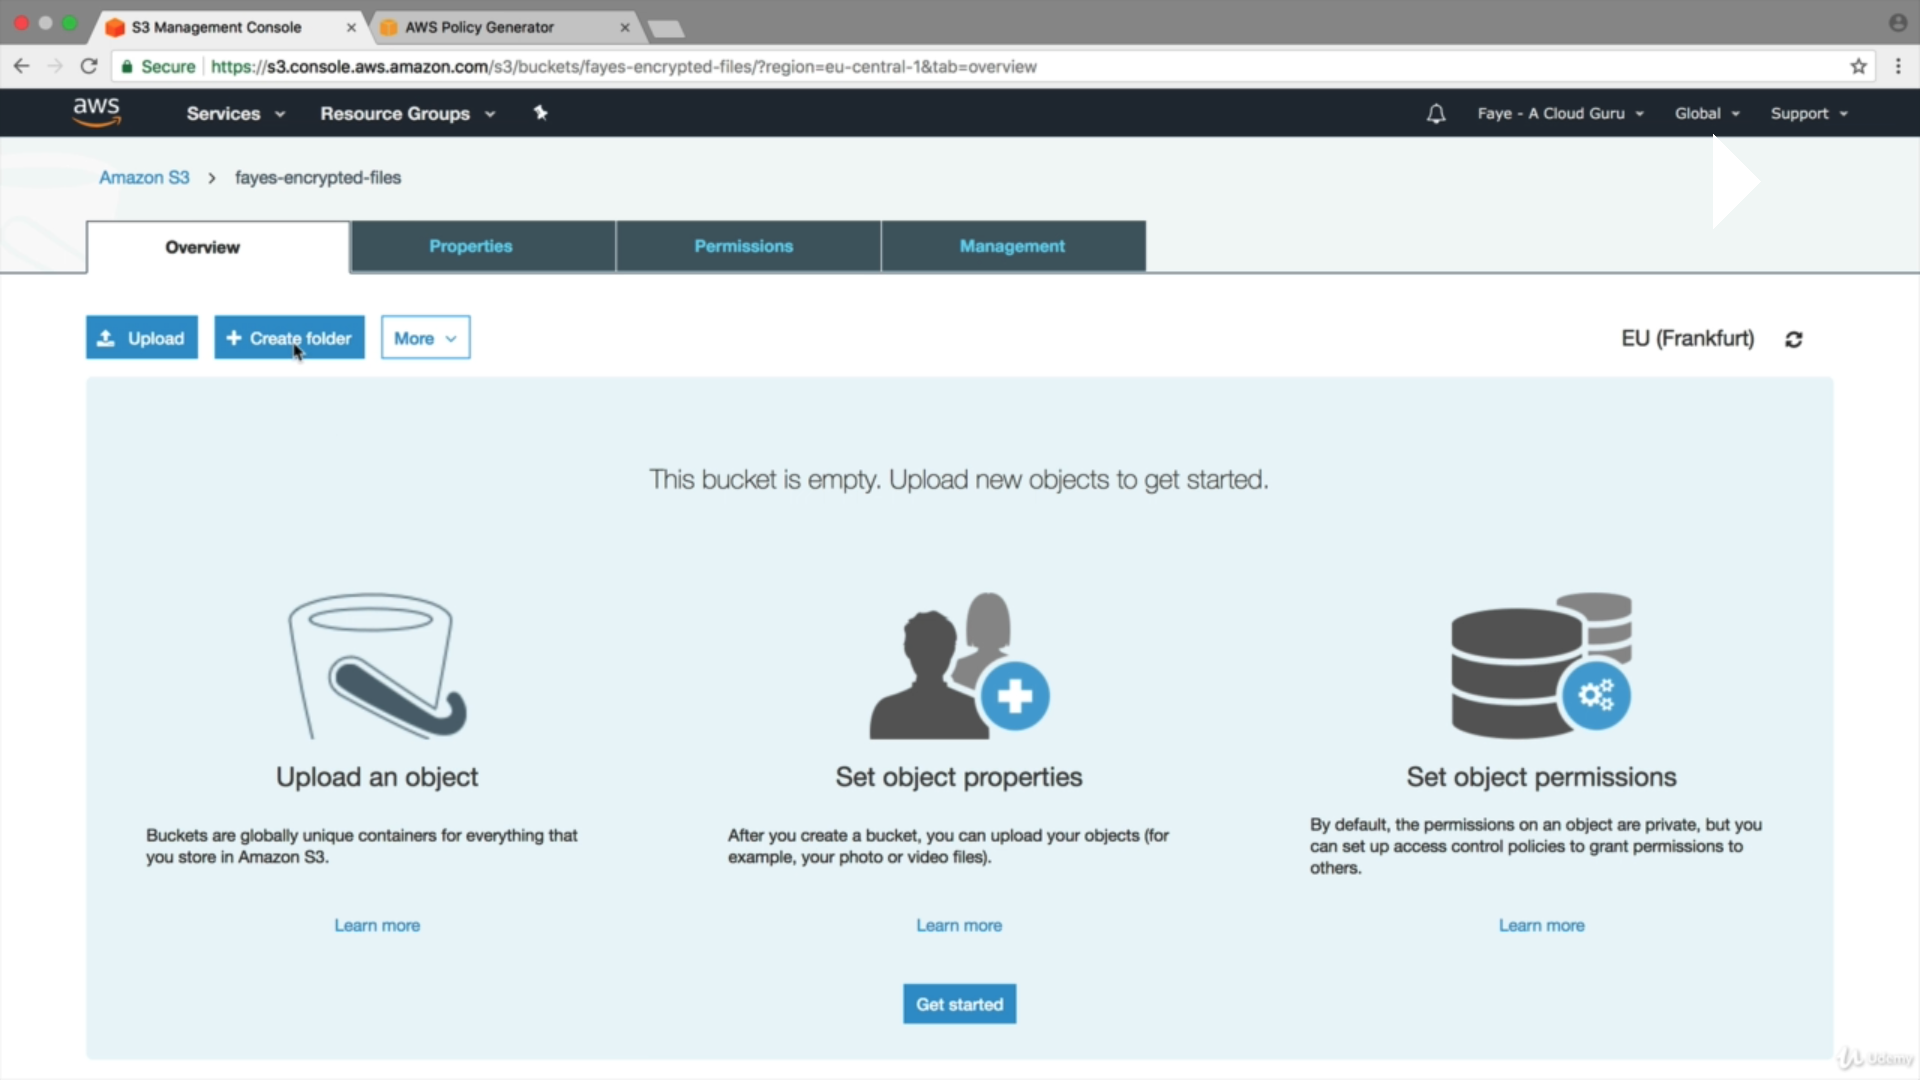 S3 Management Console
AWS Policy Generator
Secure https://s3.console.aws.amazon.com/s3/buckets/fayes-encrypted-files/?region=eu-central-1&tab=overview
aws Services Resource Groups Faye - A Cloud Guru Global Support
Amazon S3 > fayes-encrypted-files
Overview Properties Permissions Management
Upload + Create folder More EU (Frankfurt)
This bucket is empty. Upload new objects to get started.
Upload an object
Buckets are globally unique containers for everything that
you store in Amazon S3.
Learn more
Set object properties
After you create a bucket, you can upload your objects (for
example, your photo or video files).
Learn more
Set object permissions
By default, the permissions on an object are private, but you
can set up access control policies to grant permissions to
others.
Learn more
Get started
Udemy